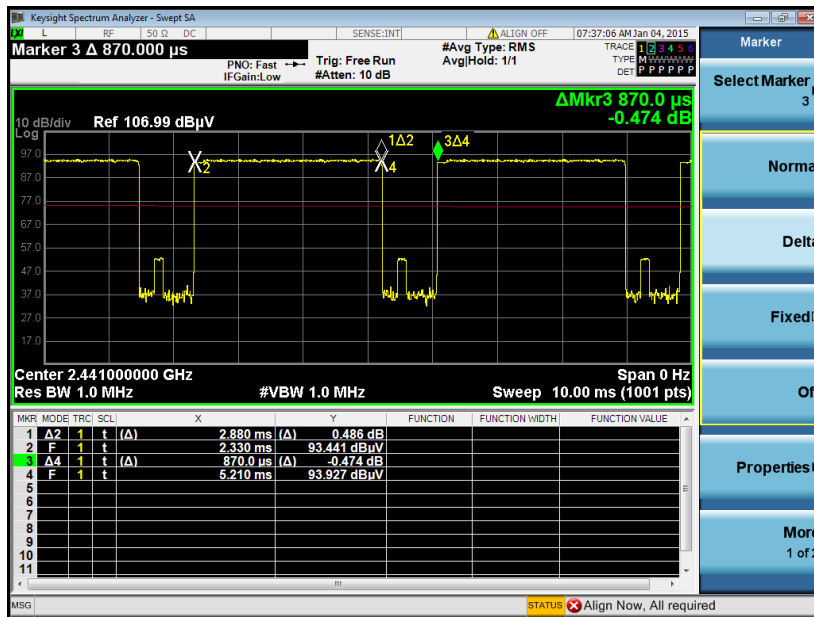 Keysight Spectrum Analyzer - Swept SA
LXI L RF 50 Ω DC SENSE:INT ALIGN OFF 07:37:06 AM Jan 04, 2015
Marker 3 Δ 870.000 µs
PNO: Fast
IFGain:Low
Trig: Free Run
#Atten: 10 dB
#Avg Type: RMS
Avg|Hold: 1/1
TRACE 1 2 3 4 5 6
TYPE M W W W W W
DET P P P P P P
ΔMkr3 870.0 µs
-0.474 dB
10 dB/div Ref 106.99 dBµV
Log
97.0
87.0
77.0
67.0
57.0
47.0
37.0
27.0
17.0
1Δ2
3Δ4
2
4
Center 2.441000000 GHz Span 0 Hz
Res BW 1.0 MHz #VBW 1.0 MHz Sweep 10.00 ms (1001 pts)
MKR MODE TRC SCL X Y FUNCTION FUNCTION WIDTH FUNCTION VALUE
1 Δ2 1 t (Δ) 2.880 ms (Δ) 0.486 dB
2 F 1 t 2.330 ms 93.441 dBµV
3 Δ4 1 t (Δ) 870.0 µs (Δ) -0.474 dB
4 F 1 t 5.210 ms 93.927 dBµV
5
6
7
8
9
10
11
MSG STATUS Align Now, All required
Marker
Select Marker
3
Norma
Delta
Fixed
Of
Properties
More
1 of 2